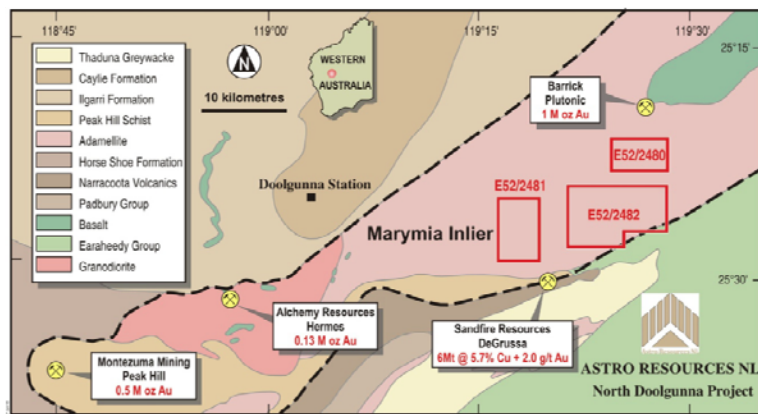 118°45'
119°00'
119°15'
119°30'
25°15'
25°30'
Thaduna Greywacke
Caylie Formation
Ilgarri Formation
Peak Hill Schist
Adamellite
Horse Shoe Formation
Narracoota Volcanics
Padbury Group
Basalt
Earaheedy Group
Granodiorite
N
10 kilometres
WESTERN
AUSTRALIA
Doolgunna Station
Barrick
Plutonic
1 M oz Au
E52/2480
E52/2481
E52/2482
Marymia Inlier
Alchemy Resources
Hermes
0.13 M oz Au
Montezuma Mining
Peak Hill
0.5 M oz Au
Sandfire Resources
DeGrussa
6Mt @ 5.7% Cu + 2.0 g/t Au
ASTRO RESOURCES NL
North Doolgunna Project